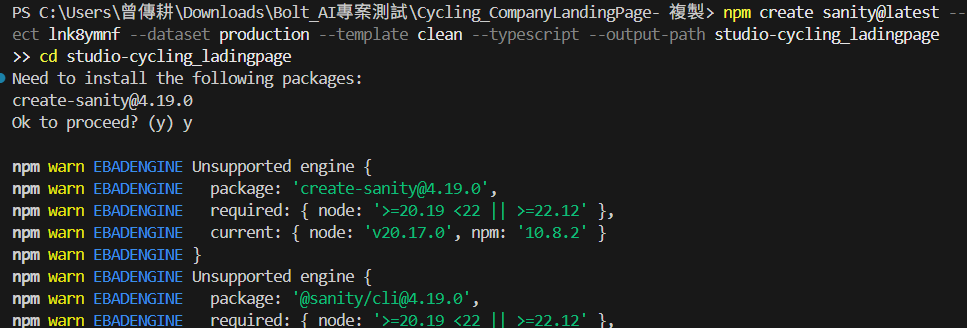 PS C:\Users\曾傳耕\Downloads\Bolt_AI專案測試\Cycling_CompanyLandingPage- 複製> npm create sanity@latest --
ect lnk8ymnf --dataset production --template clean --typescript --output-path studio-cycling_ladingpage
>> cd studio-cycling_ladingpage
Need to install the following packages:
create-sanity@4.19.0
Ok to proceed? (y) y
npm warn EBADENGINE Unsupported engine {
npm warn EBADENGINE   package: 'create-sanity@4.19.0',
npm warn EBADENGINE   required: { node: '>=20.19 <22 || >=22.12' },
npm warn EBADENGINE   current: { node: 'v20.17.0', npm: '10.8.2' }
npm warn EBADENGINE }
npm warn EBADENGINE Unsupported engine {
npm warn EBADENGINE   package: '@sanity/cli@4.19.0',
npm warn EBADENGINE   required: { node: '>=20.19 <22 || >=22.12' },